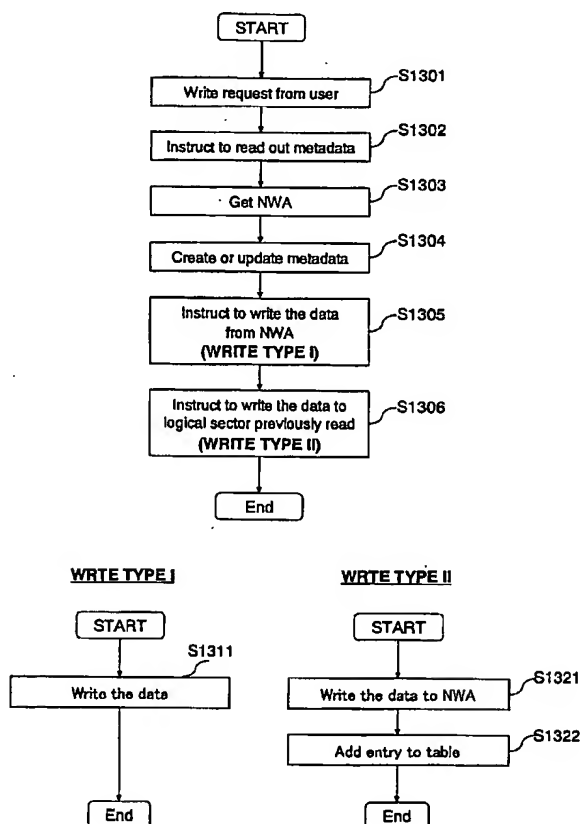 START
Write request from user
S1301
Instruct to read out metadata
S1302
Get NWA
S1303
Create or update metadata
S1304
Instruct to write the data
from NWA
(WRITE TYPE I)
S1305
Instruct to write the data to
logical sector previously read
(WRITE TYPE II)
S1306
End
WRTE TYPE I
START
S1311
Write the data
End
WRTE TYPE II
START
Write the data to NWA
S1321
Add entry to table
S1322
End